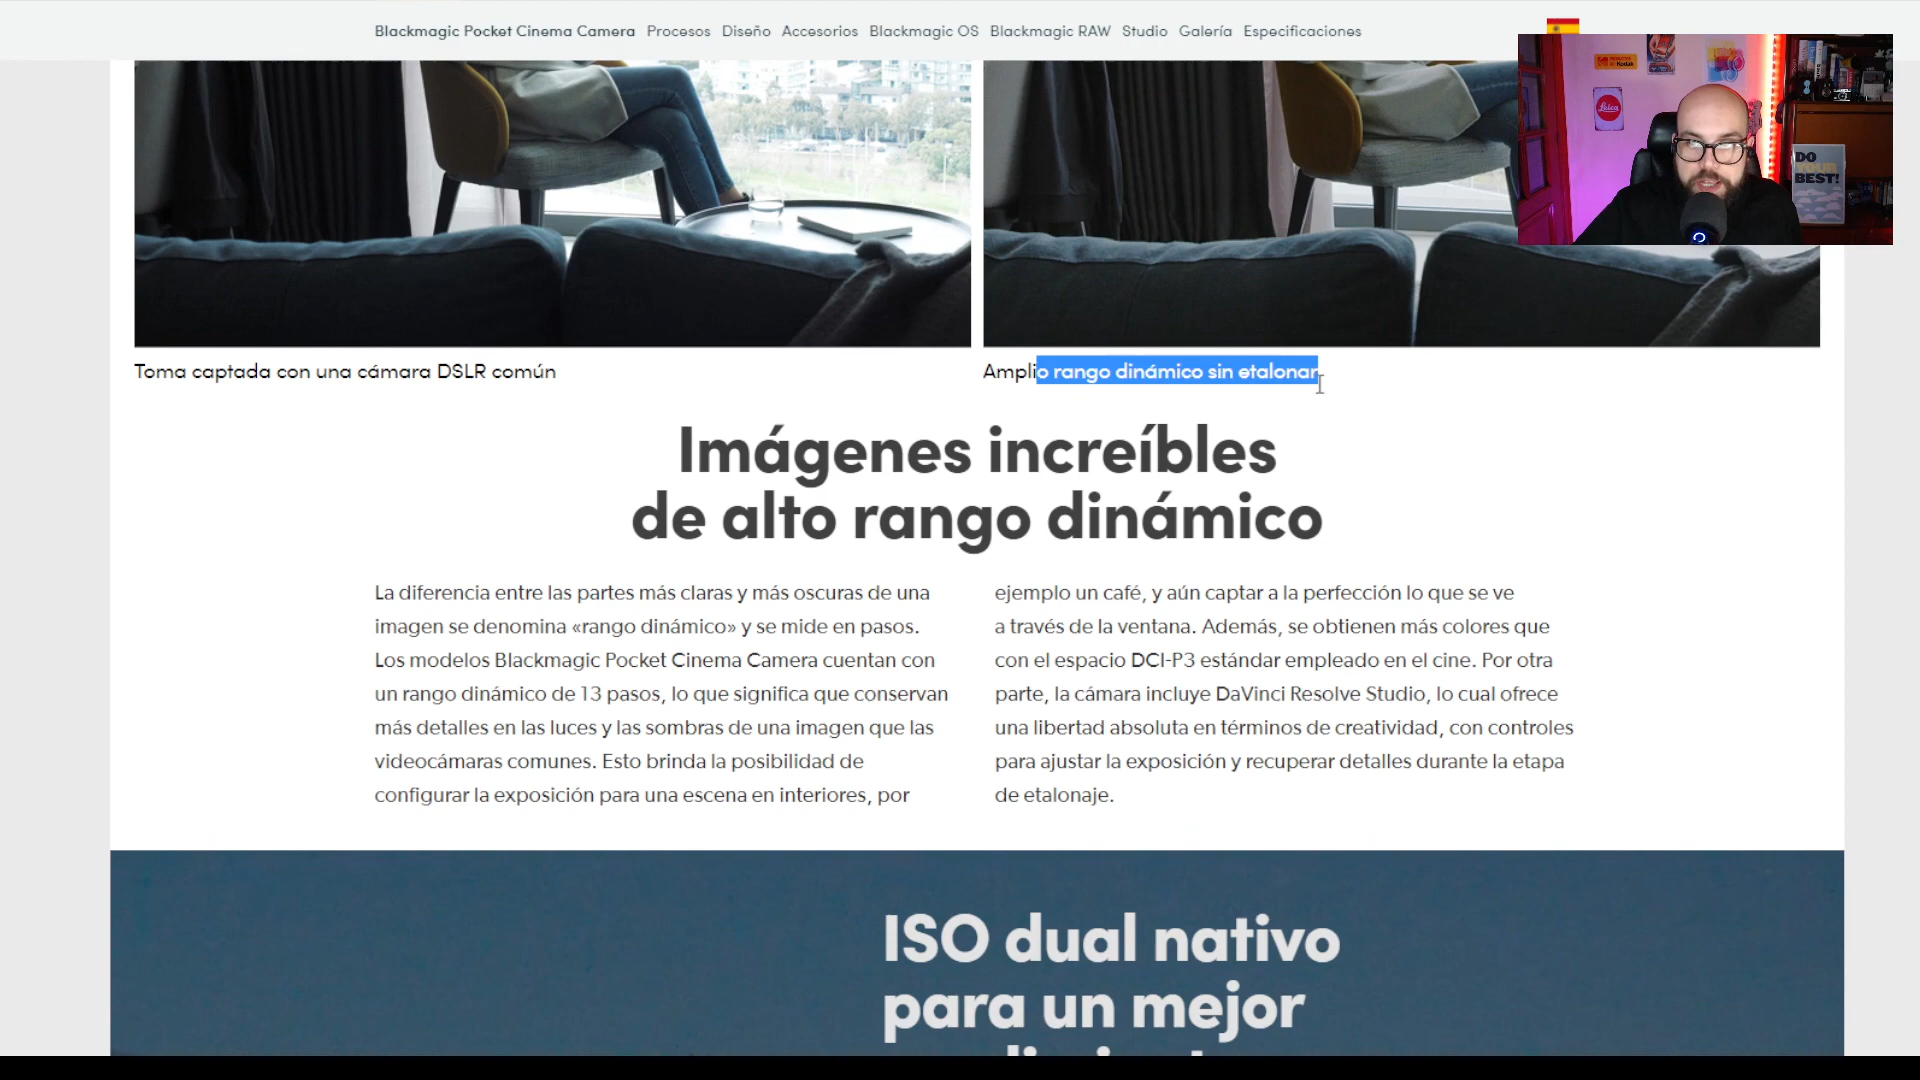 Blackmagic Pocket Cinema Camera Procesos Diseño Accesorios Blackmagic OS Blackmagic RAW Studio Galería Especificaciones
Kodak
Leica
DO
YOUR
BEST!
Toma captada con una cámara DSLR común
Amplio rango dinámico sin etalonar
Imágenes increíbles
de alto rango dinámico
La diferencia entre las partes más claras y más oscuras de una
imagen se denomina «rango dinámico» y se mide en pasos.
Los modelos Blackmagic Pocket Cinema Camera cuentan con
un rango dinámico de 13 pasos, lo que significa que conservan
más detalles en las luces y las sombras de una imagen que las
videocámaras comunes. Esto brinda la posibilidad de
configurar la exposición para una escena en interiores, por
ejemplo un café, y aún captar a la perfección lo que se ve
a través de la ventana. Además, se obtienen más colores que
con el espacio DCI-P3 estándar empleado en el cine. Por otra
parte, la cámara incluye DaVinci Resolve Studio, lo cual ofrece
una libertad absoluta en términos de creatividad, con controles
para ajustar la exposición y recuperar detalles durante la etapa
de etalonaje.
ISO dual nativo
para un mejor